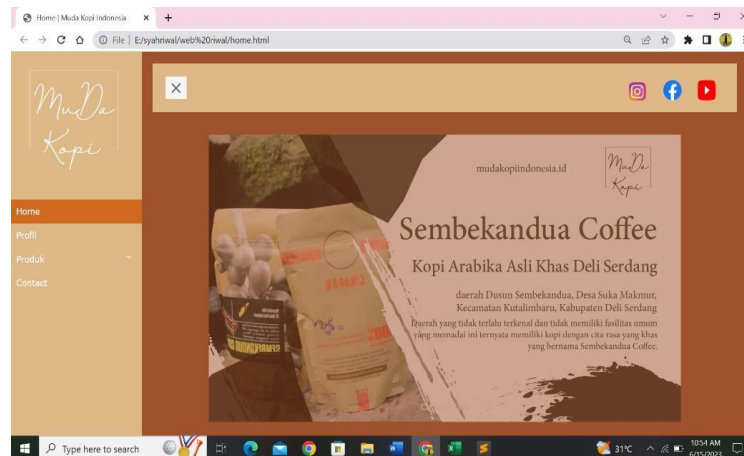 Home | Muda Kopi Indonesia
File | E:/syahriwal/web%20riwal/home.html
MuDa
Kopi
Home
Profil
Produk
Contact
mudakopiindonesia.id
MuDa
Kopi
Sembekandua Coffee
Kopi Arabika Asli Khas Deli Serdang
daerah Dusun Sembekandua, Desa Suka Makmur,
Kecamatan Kutalimbaru, Kabupaten Deli Serdang
Daerah yang tidak terlalu terkenal dan tidak memiliki fasilitas umum
yang memadai ini ternyata memiliki kopi dengan cita rasa yang khas
yang bernama Sembekandua Coffee.
Type here to search
31°C
10:54 AM
6/15/2023